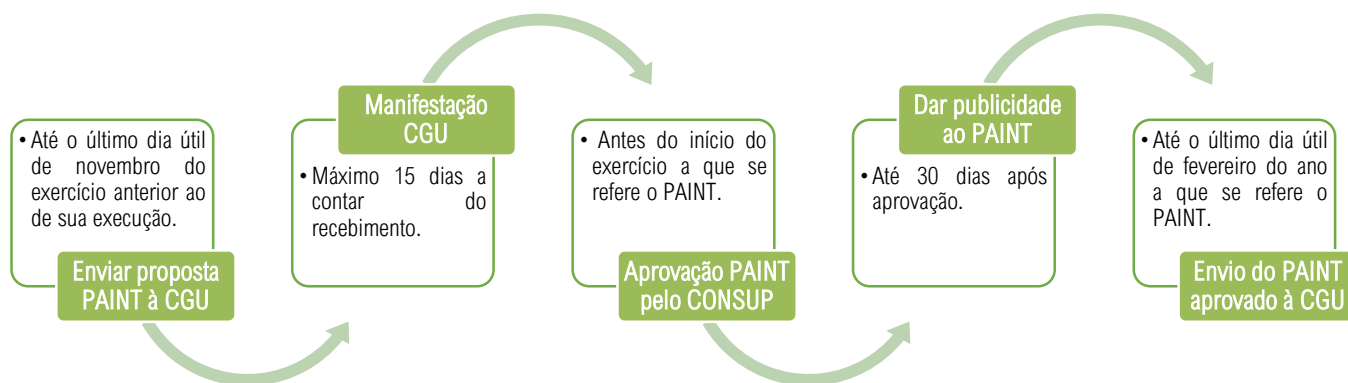 • Até o último dia útil
de novembro do
exercício anterior ao
de sua execução.
Enviar proposta
PAINT à CGU
Manifestação
CGU
• Máximo 15 dias a
contar do
recebimento.
• Antes do início do
exercício a que se
refere o PAINT.
Aprovação PAINT
pelo CONSUP
Dar publicidade
ao PAINT
• Até 30 dias após
aprovação.
• Até o último dia útil
de fevereiro do ano
a que se refere o
PAINT.
Envio do PAINT
aprovado à CGU